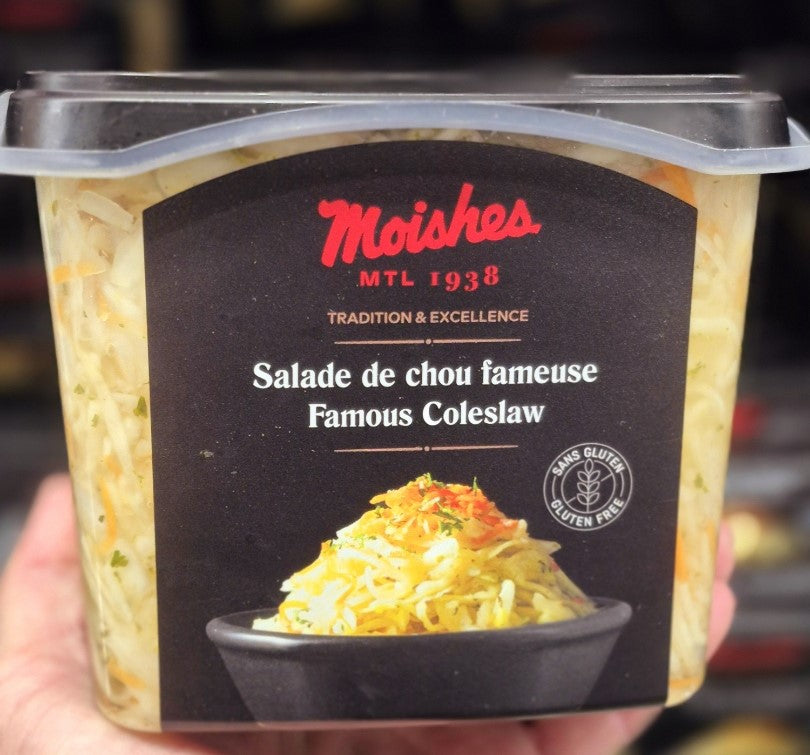 Moishes
MTL 1938
TRADITION & EXCELLENCE
Salade de chou fameuse
Famous Coleslaw
SANS GLUTEN
GLUTEN FREE